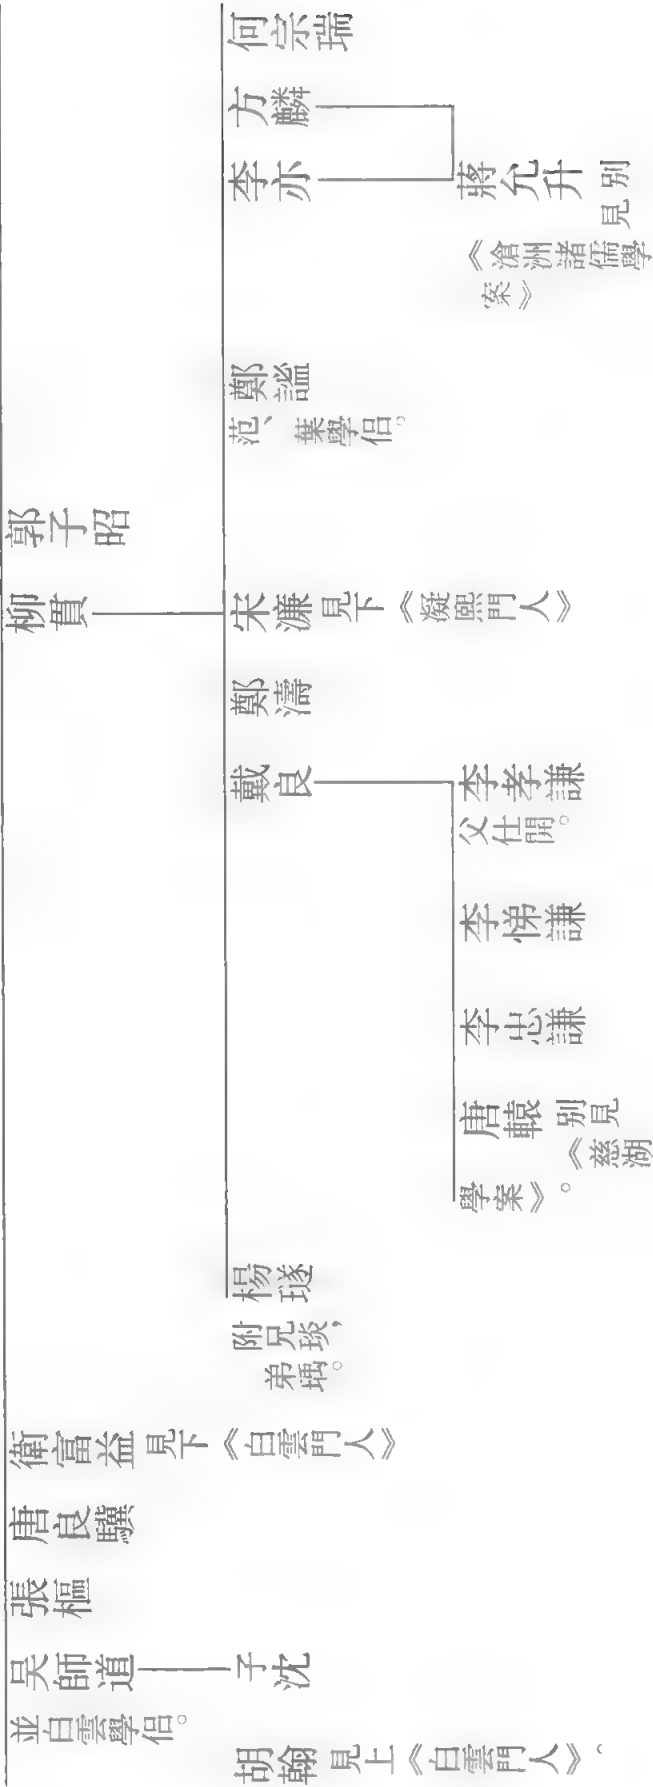 何宗瑞
方麟
李亦
蔣允升別見
《滄洲諸儒學
案》
鄭謐
范、葉學侶。
郭子昭
柳貫
宋濂見下《凝熙門人》
鄭濤
戴良
李孝謙
父仕開。
李悌謙
李忠謙
唐轅別見
《慈湖
學案》。
楊璲
附兄琰，
弟瑀。
衛富益見下《白雲門人》
唐良驥
張樞
吴師道
子沈
並白雲學侶。
胡翰見上《白雲門人》。